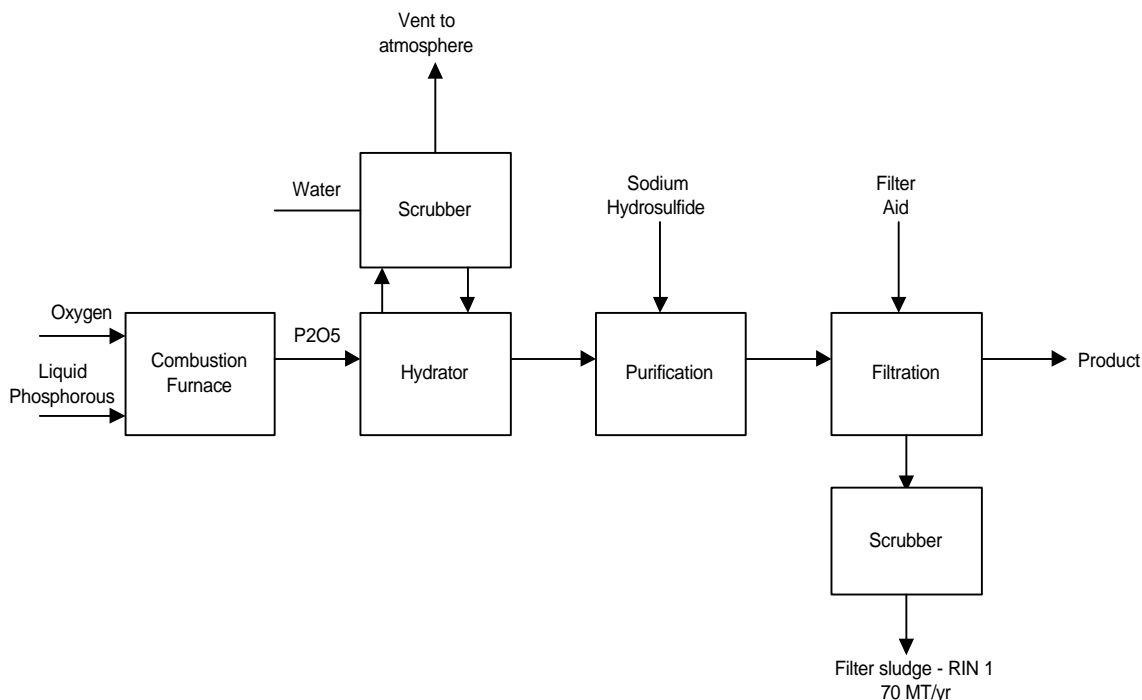 Vent to
atmosphere
Water
Scrubber
Sodium
Hydrosulfide
Filter
Aid
Oxygen
Liquid
Phosphorous
Combustion
Furnace
P2O5
Hydrator
Purification
Filtration
Product
Scrubber
Filter sludge - RIN 1
70 MT/yr